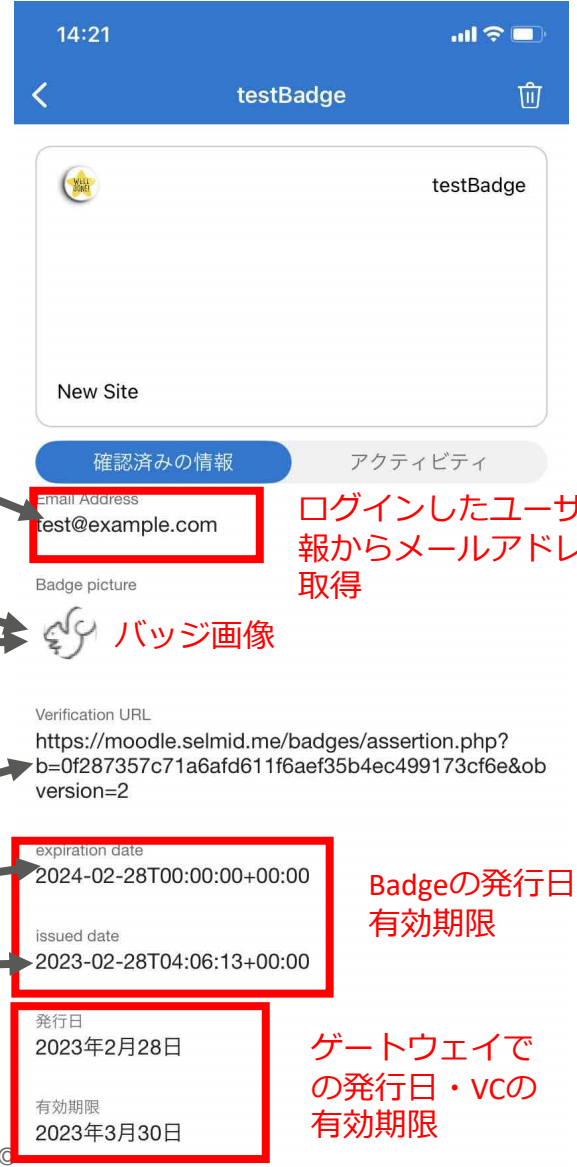 14:21
testBadge
WELL DONE!
testBadge
New Site
確認済みの情報
アクティビティ
Email Address
test@example.com
ログインしたユーザ
報からメールアドレ
取得
Badge picture
バッジ画像
Verification URL
https://moodle.selmid.me/badges/assertion.php?
b=0f287357c71a6afd611f6aef35b4ec499173cf6e&ob
version=2
expiration date
2024-02-28T00:00:00+00:00
Badgeの発行日
有効期限
issued date
2023-02-28T04:06:13+00:00
発行日
2023年2月28日
ゲートウェイで
の発行日・VCの
有効期限
有効期限
2023年3月30日
©